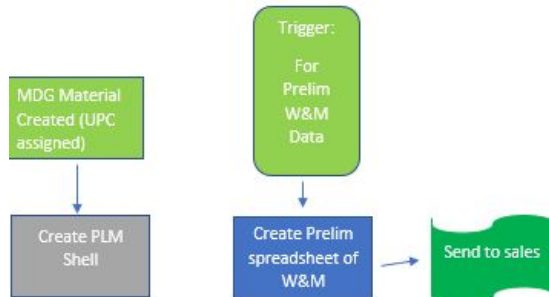 MDG Material
Created (UPC
assigned)
Create PLM
Shell
Trigger:
For
Prelim
W&M
Data
Create Prelim
spreadsheet of
W&M
Send to sales